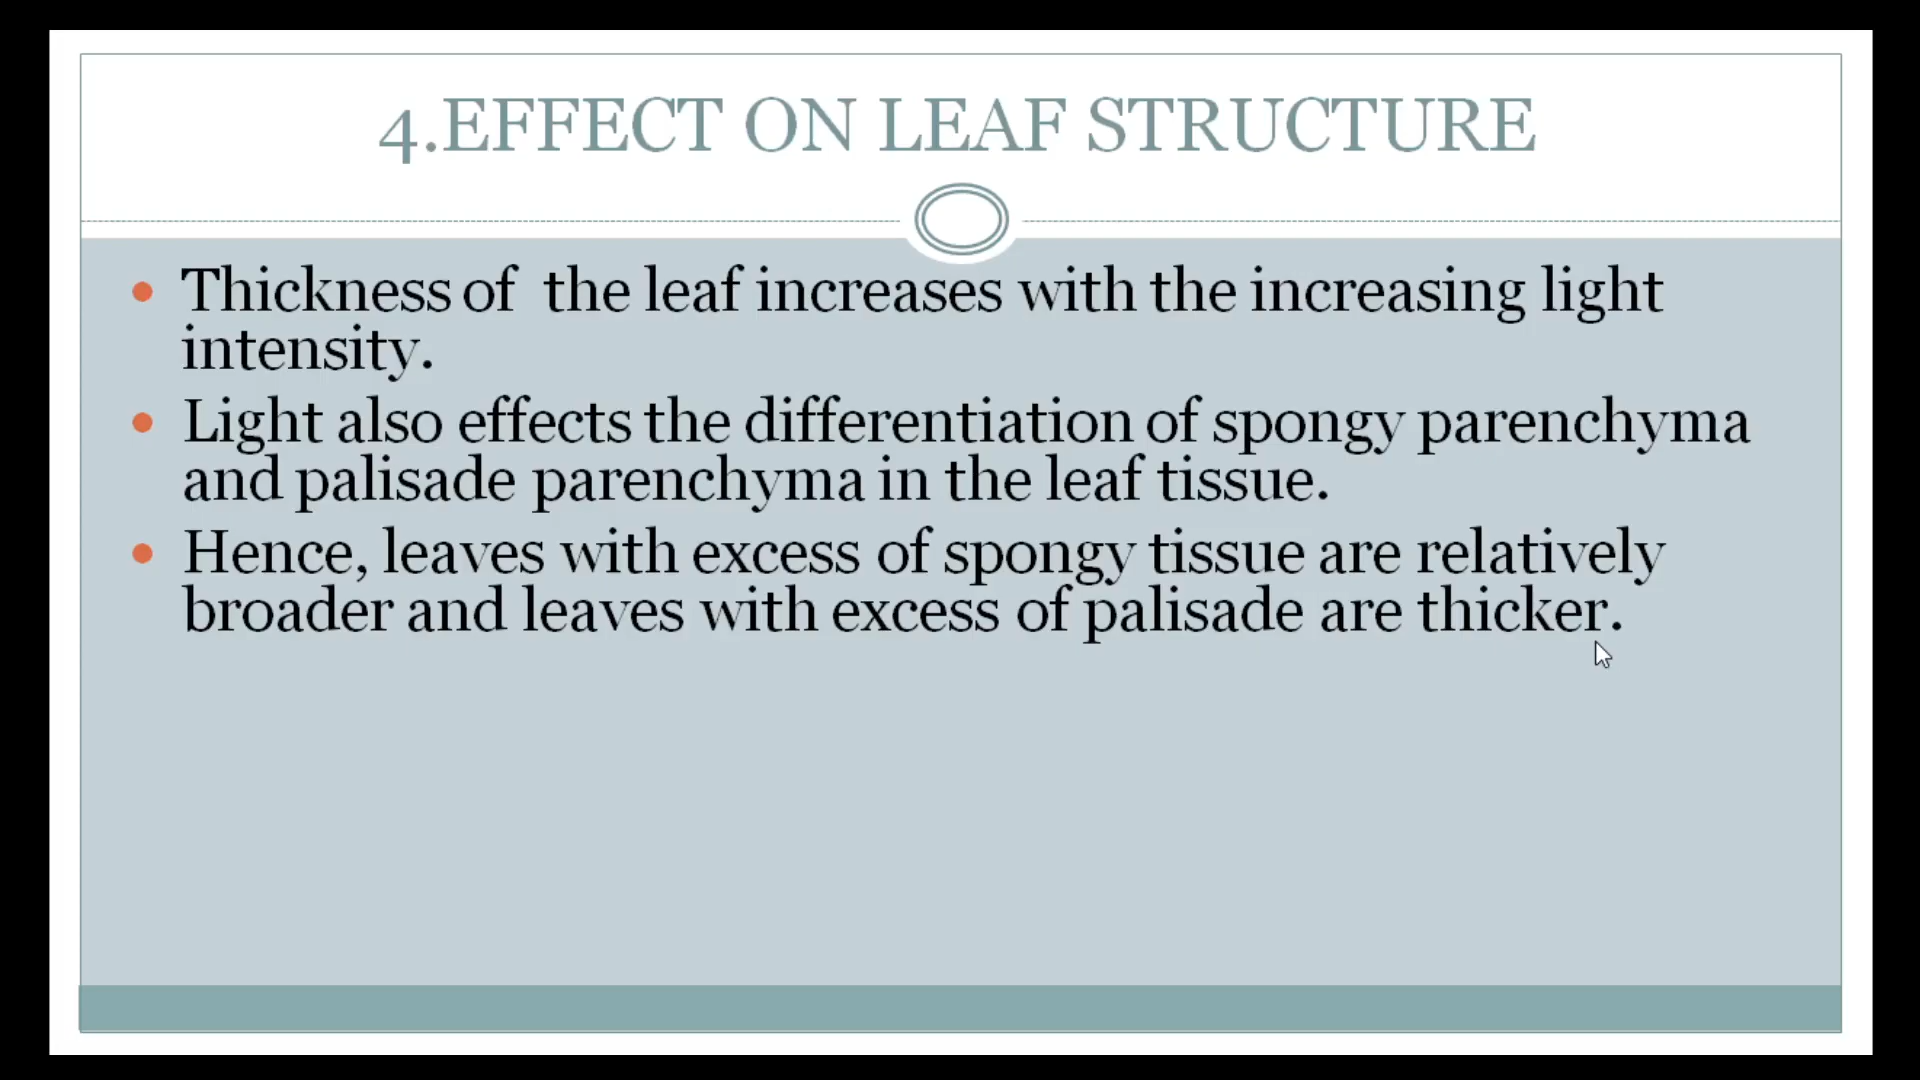 4.EFFECT ON LEAF STRUCTURE
• Thickness of the leaf increases with the increasing light
intensity.
• Light also effects the differentiation of spongy parenchyma
and palisade parenchyma in the leaf tissue.
• Hence, leaves with excess of spongy tissue are relatively
broader and leaves with excess of palisade are thicker.